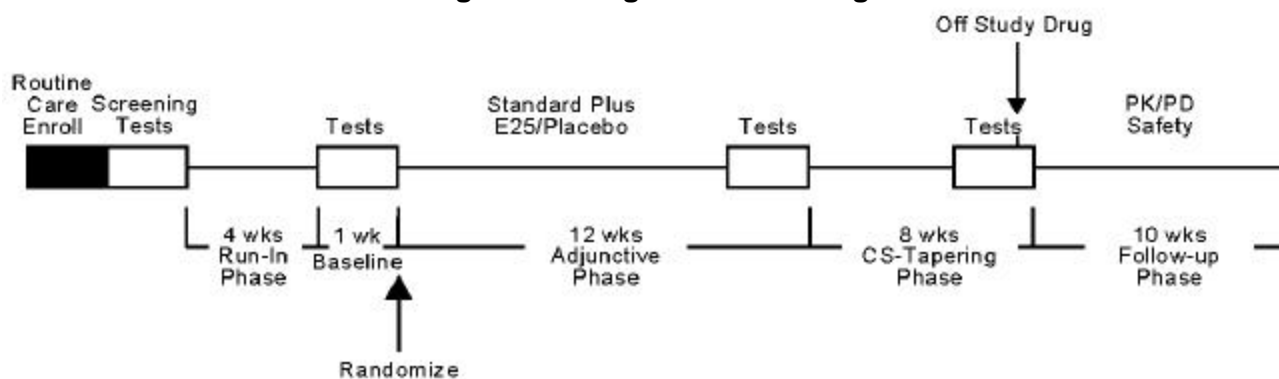 Off Study Drug
Routine
Care
Enroll
Screening
Tests
Tests
Standard Plus
E25/Placebo
Tests
Tests
PK/PD
Safety
4 wks
Run-In
Phase
1 wk
Baseline
12 wks
Adjunctive
Phase
8 wks
CS-Tapering
Phase
10 wks
Follow-up
Phase
Randomize